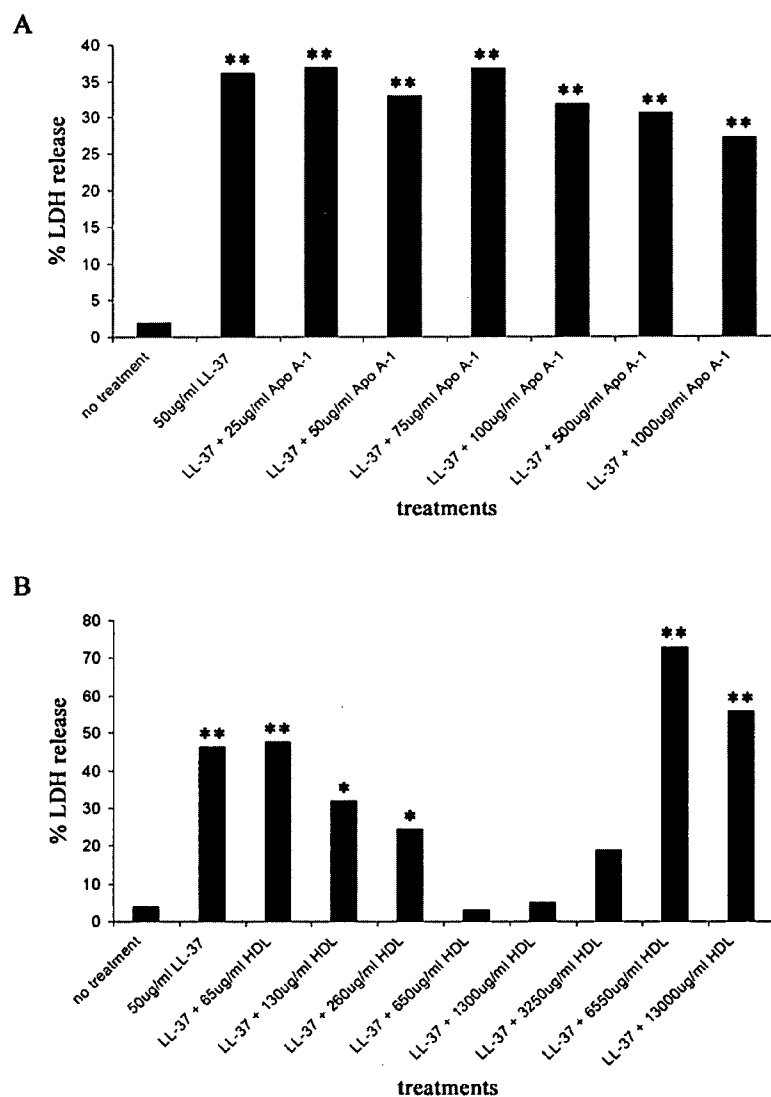 A
40
35
30
25
20
15
10
5
0
% LDH release
** ** ** ** ** ** **
no treatment
50ug/ml LL-37
LL-37 + 25ug/ml Apo A-1
LL-37 + 50ug/ml Apo A-1
LL-37 + 75ug/ml Apo A-1
LL-37 + 100ug/ml Apo A-1
LL-37 + 500ug/ml Apo A-1
LL-37 + 1000ug/ml Apo A-1
treatments
B
80
70
60
50
40
30
20
10
0
% LDH release
** ** * * ** **
no treatment
50ug/ml LL-37
LL-37 + 65ug/ml HDL
LL-37 + 130ug/ml HDL
LL-37 + 260ug/ml HDL
LL-37 + 650ug/ml HDL
LL-37 + 1300ug/ml HDL
LL-37 + 3250ug/ml HDL
LL-37 + 6550ug/ml HDL
LL-37 + 13000ug/ml HDL
treatments